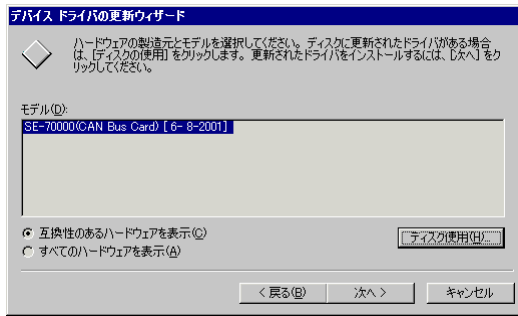 デバイス ドライバの更新ウィザード
ハードウェアの製造元とモデルを選択してください。ディスクに更新されたドライバがある場合
は、[ディスクの使用] をクリックします。更新されたドライバをインストールするには、[次へ] をク
リックしてください。
モデル(D):
SE-70000(CAN Bus Card) [ 6- 8-2001]
互換性のあるハードウェアを表示(C)
ディスク使用(H)...
すべてのハードウェアを表示(A)
< 戻る(B)
次へ >
キャンセル